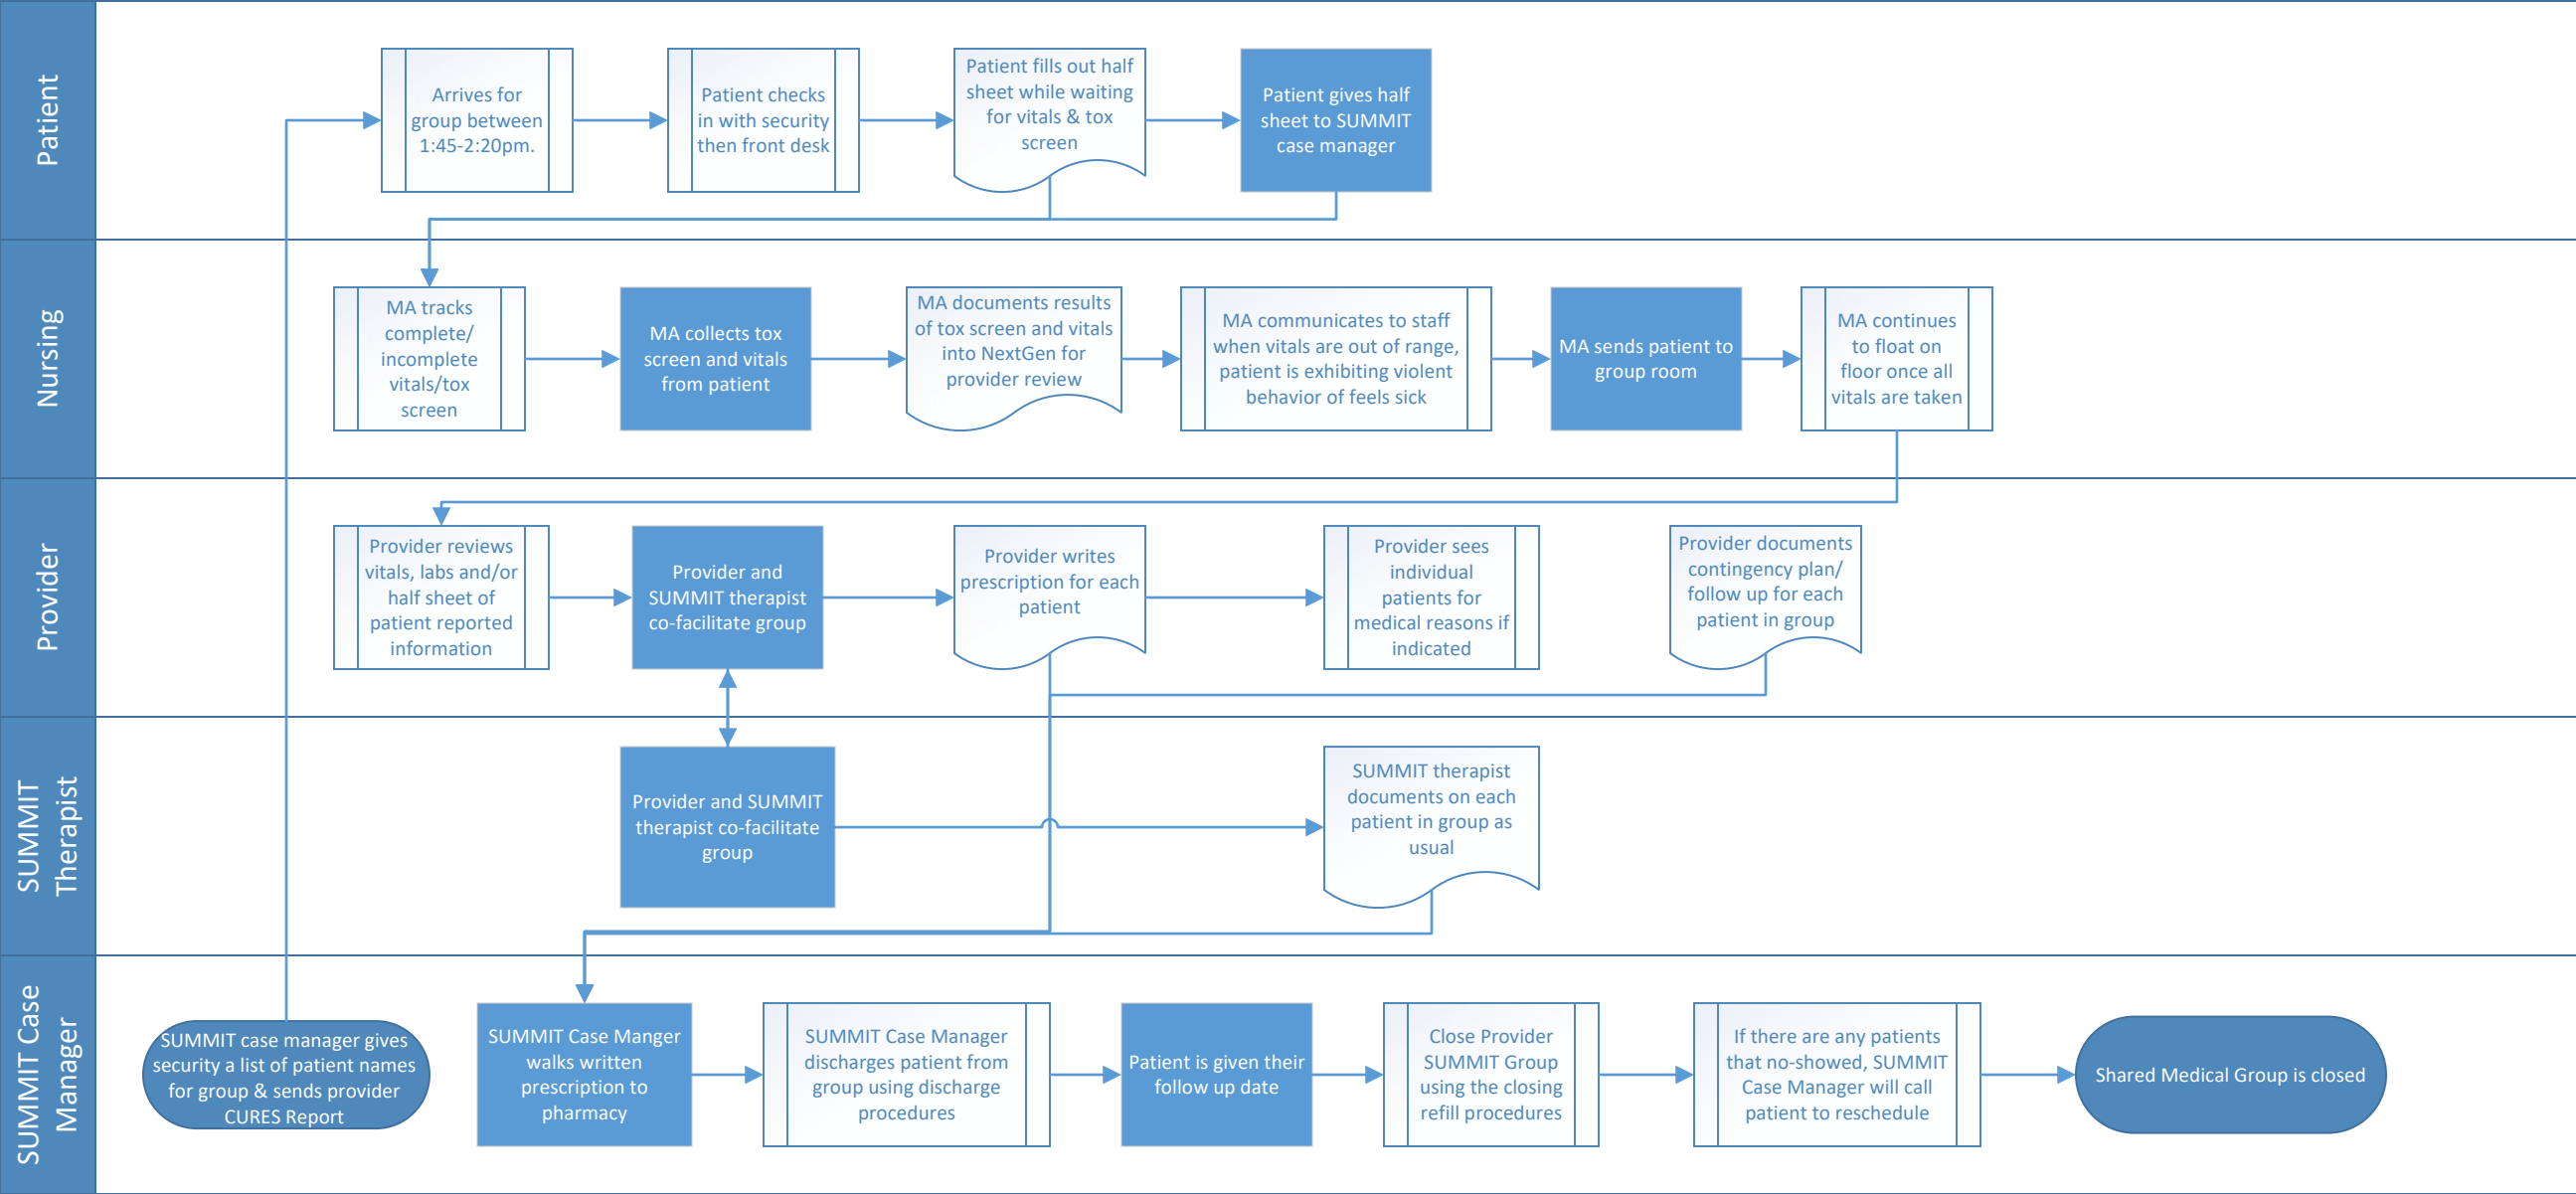 Patient
Arrives for
group between
1:45-2:20pm.
Patient checks
in with security
then front desk
Patient fills out half
sheet while waiting
for vitals & tox
screen
Patient gives half
sheet to SUMMIT
case manager
Nursing
MA tracks
complete/
incomplete
vitals/tox
screen
MA collects tox
screen and vitals
from patient
MA documents results
of tox screen and vitals
into NextGen for
provider review
MA communicates to staff
when vitals are out of range,
patient is exhibiting violent
behavior of feels sick
MA sends patient to
group room
MA continues
to float on
floor once all
vitals are taken
Provider
Provider reviews
vitals, labs and/or
half sheet of
patient reported
information
Provider and
SUMMIT therapist
co-facilitate group
Provider writes
prescription for each
patient
Provider sees
individual
patients for
medical reasons if
indicated
Provider documents
contingency plan/
follow up for each
patient in group
SUMMIT
Therapist
Provider and SUMMIT
therapist co-facilitate
group
SUMMIT therapist
documents on each
patient in group as
usual
SUMMIT Case
Manager
SUMMIT case manager gives
security a list of patient names
for group & sends provider
CURES Report
SUMMIT Case Manger
walks written
prescription to
pharmacy
SUMMIT Case Manager
discharges patient from
group using discharge
procedures
Patient is given their
follow up date
Close Provider
SUMMIT Group
using the closing
refill procedures
If there are any patients
that no-showed, SUMMIT
Case Manager will call
patient to reschedule
Shared Medical Group is closed